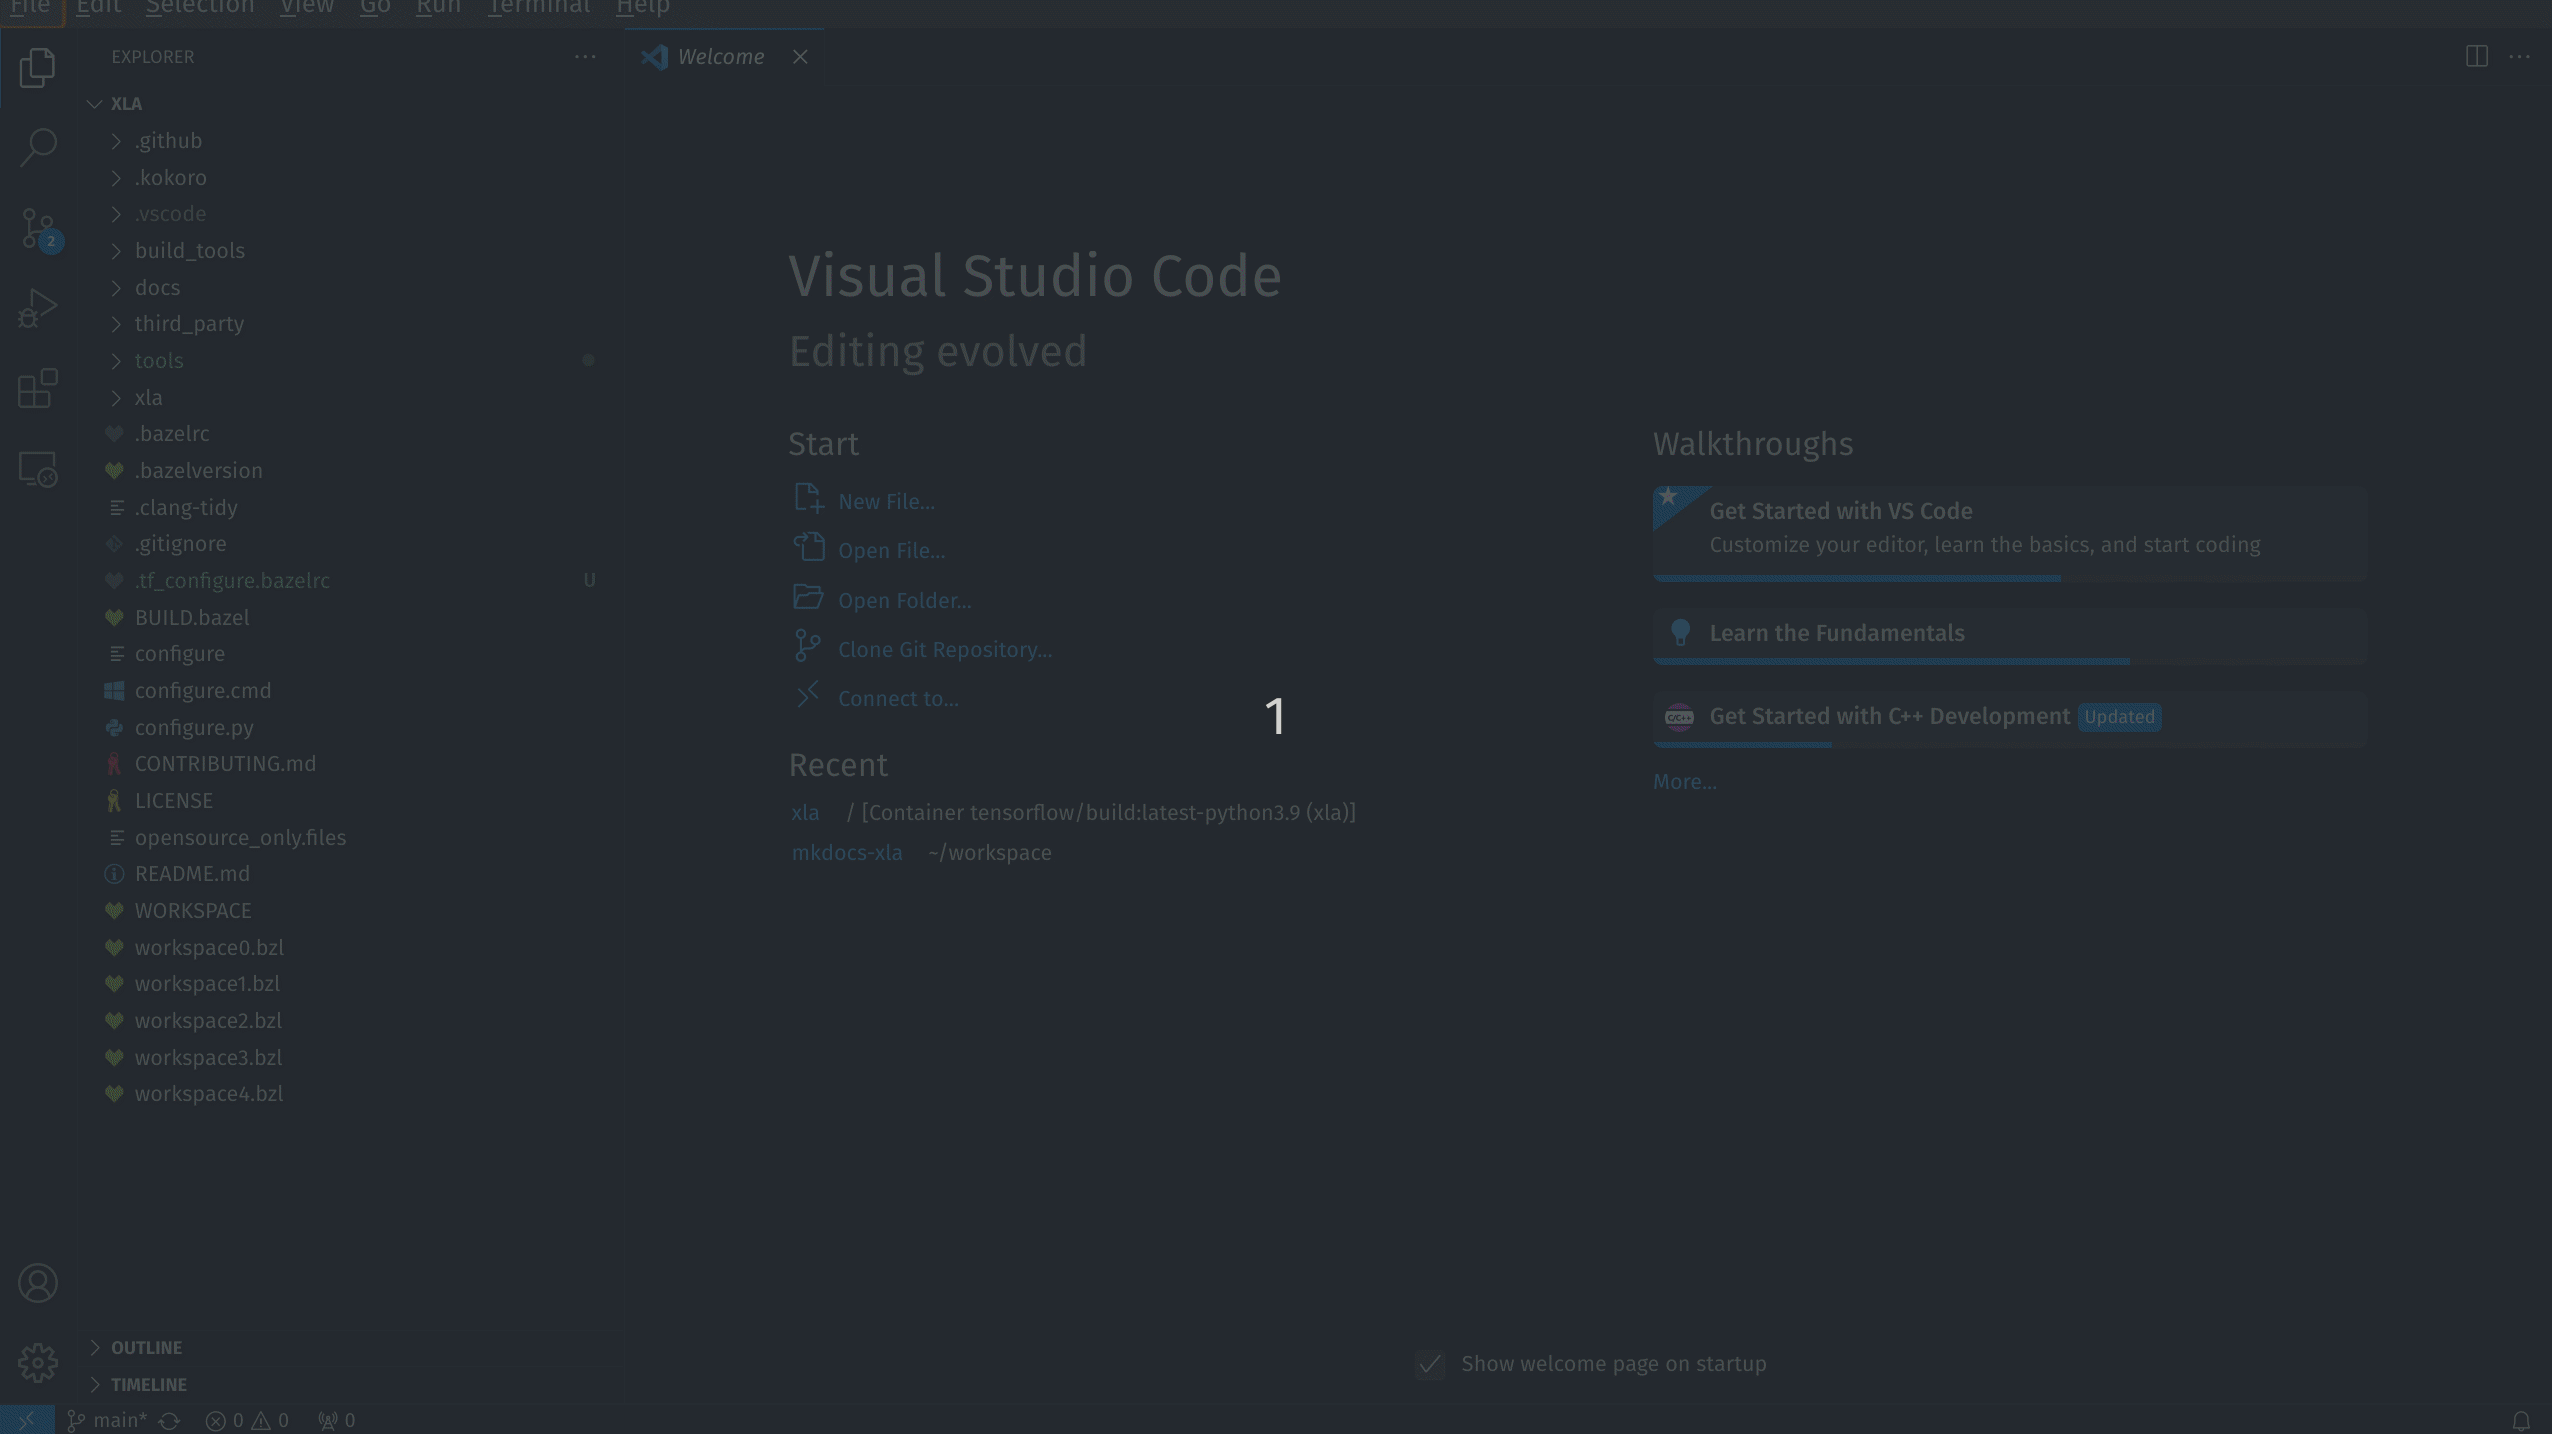 File Edit Selection View Go Run Terminal Help
EXPLORER
XLA
.github
.kokoro
.vscode
build_tools
docs
third_party
tools
xla
.bazelrc
.bazelversion
.clang-tidy
.gitignore
.tf_configure.bazelrc U
BUILD.bazel
configure
configure.cmd
configure.py
CONTRIBUTING.md
LICENSE
opensource_only.files
README.md
WORKSPACE
workspace0.bzl
workspace1.bzl
workspace2.bzl
workspace3.bzl
workspace4.bzl
OUTLINE
TIMELINE
2
Welcome
Visual Studio Code
Editing evolved
Start
New File...
Open File...
Open Folder...
Clone Git Repository...
Connect to...
Recent
xla / [Container tensorflow/build:latest-python3.9 (xla)]
mkdocs-xla ~/workspace
1
Walkthroughs
Get Started with VS Code
Customize your editor, learn the basics, and start coding
Learn the Fundamentals
C/C++ Get Started with C++ Development Updated
More...
Show welcome page on startup
main* 0 0 0